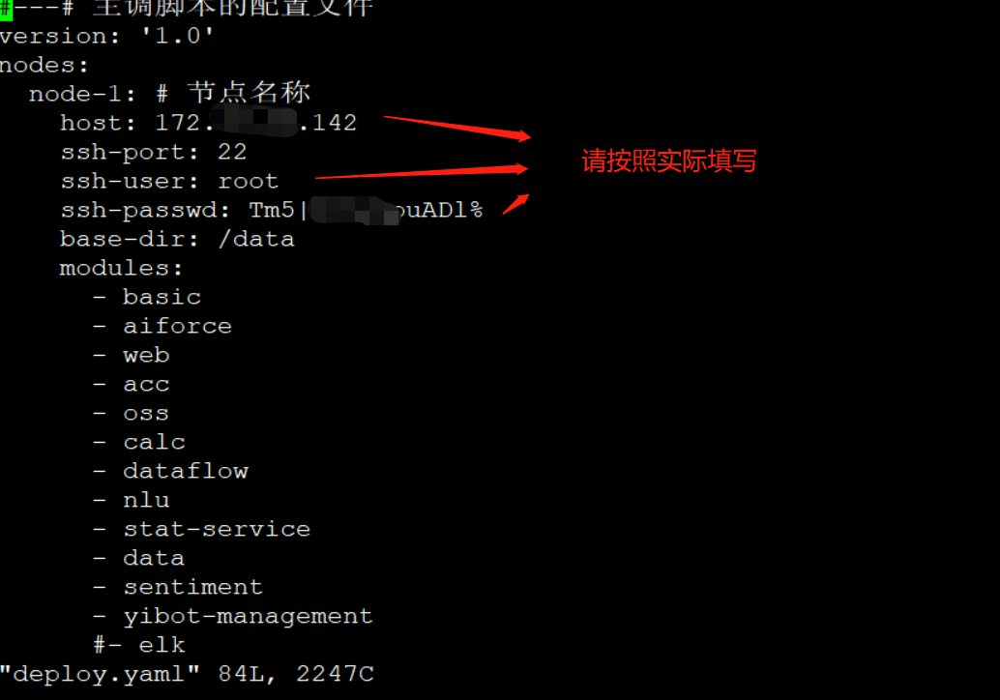 #---# 主调脚本的配置文件
version: '1.0'
nodes:
node-1: # 节点名称
host: 172. .142
ssh-port: 22
请按照实际填写
ssh-user: root
ssh-passwd: Tm5| ouADl%
base-dir: /data
modules:
- basic
- aiforce
- web
- acc
- oss
- calc
- dataflow
- nlu
- stat-service
- data
- sentiment
- yibot-management
#- elk
"deploy.yaml" 84L, 2247C